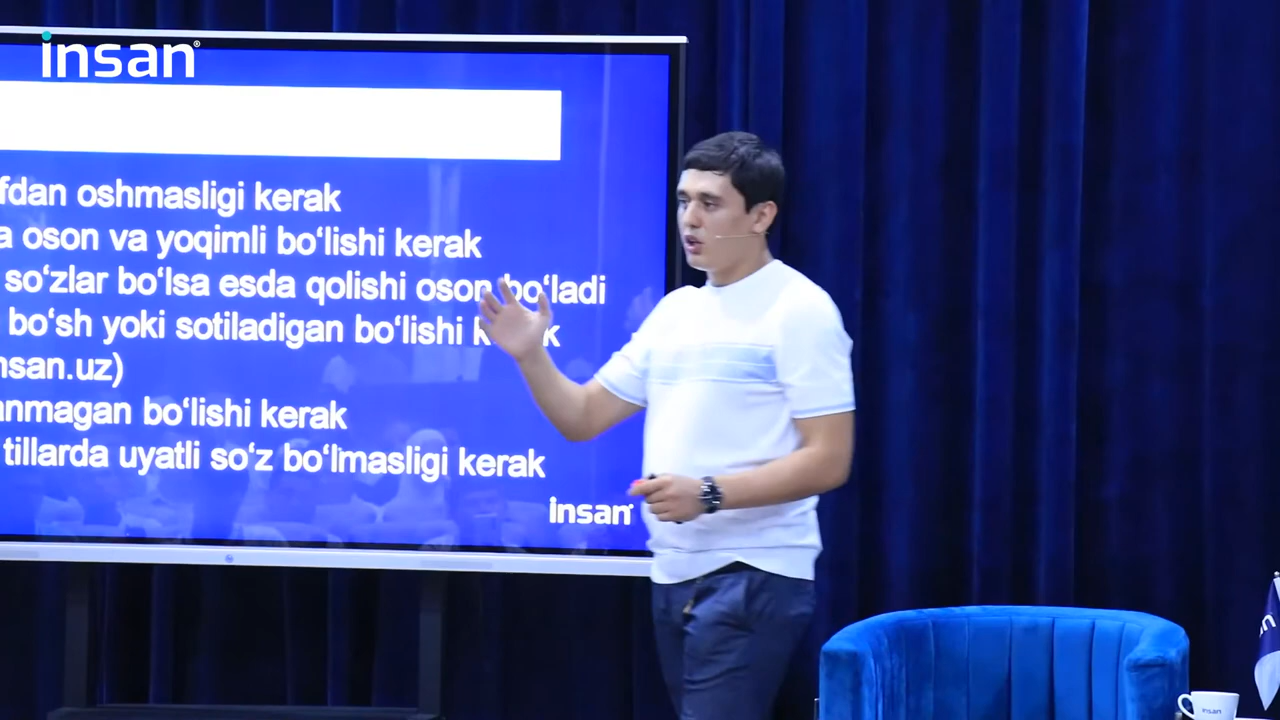 insan®
fdan oshmasligi kerak
a oson va yoqimli bo‘lishi kerak
so‘zlar bo‘lsa esda qolishi oson bo‘ladi
bo‘sh yoki sotiladigan bo‘lishi k k
nsan.uz)
anmagan bo‘lishi kerak
tillarda uyatli so‘z bo‘lmasligi kerak
insan
insan